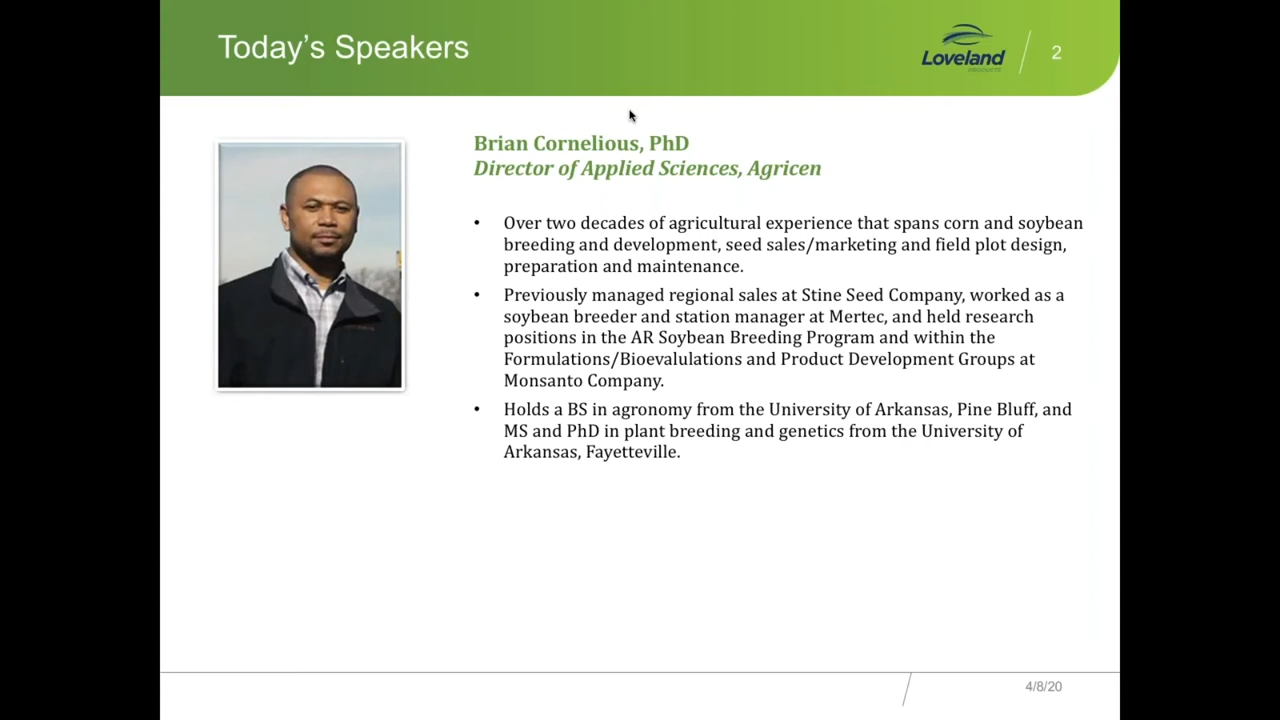 Today's Speakers
Loveland
PRODUCTS
2
Brian Cornelious, PhD
Director of Applied Sciences, Agricen
• Over two decades of agricultural experience that spans corn and soybean
breeding and development, seed sales/marketing and field plot design,
preparation and maintenance.
• Previously managed regional sales at Stine Seed Company, worked as a
soybean breeder and station manager at Mertec, and held research
positions in the AR Soybean Breeding Program and within the
Formulations/Bioevalulations and Product Development Groups at
Monsanto Company.
• Holds a BS in agronomy from the University of Arkansas, Pine Bluff, and
MS and PhD in plant breeding and genetics from the University of
Arkansas, Fayetteville.
4/8/20